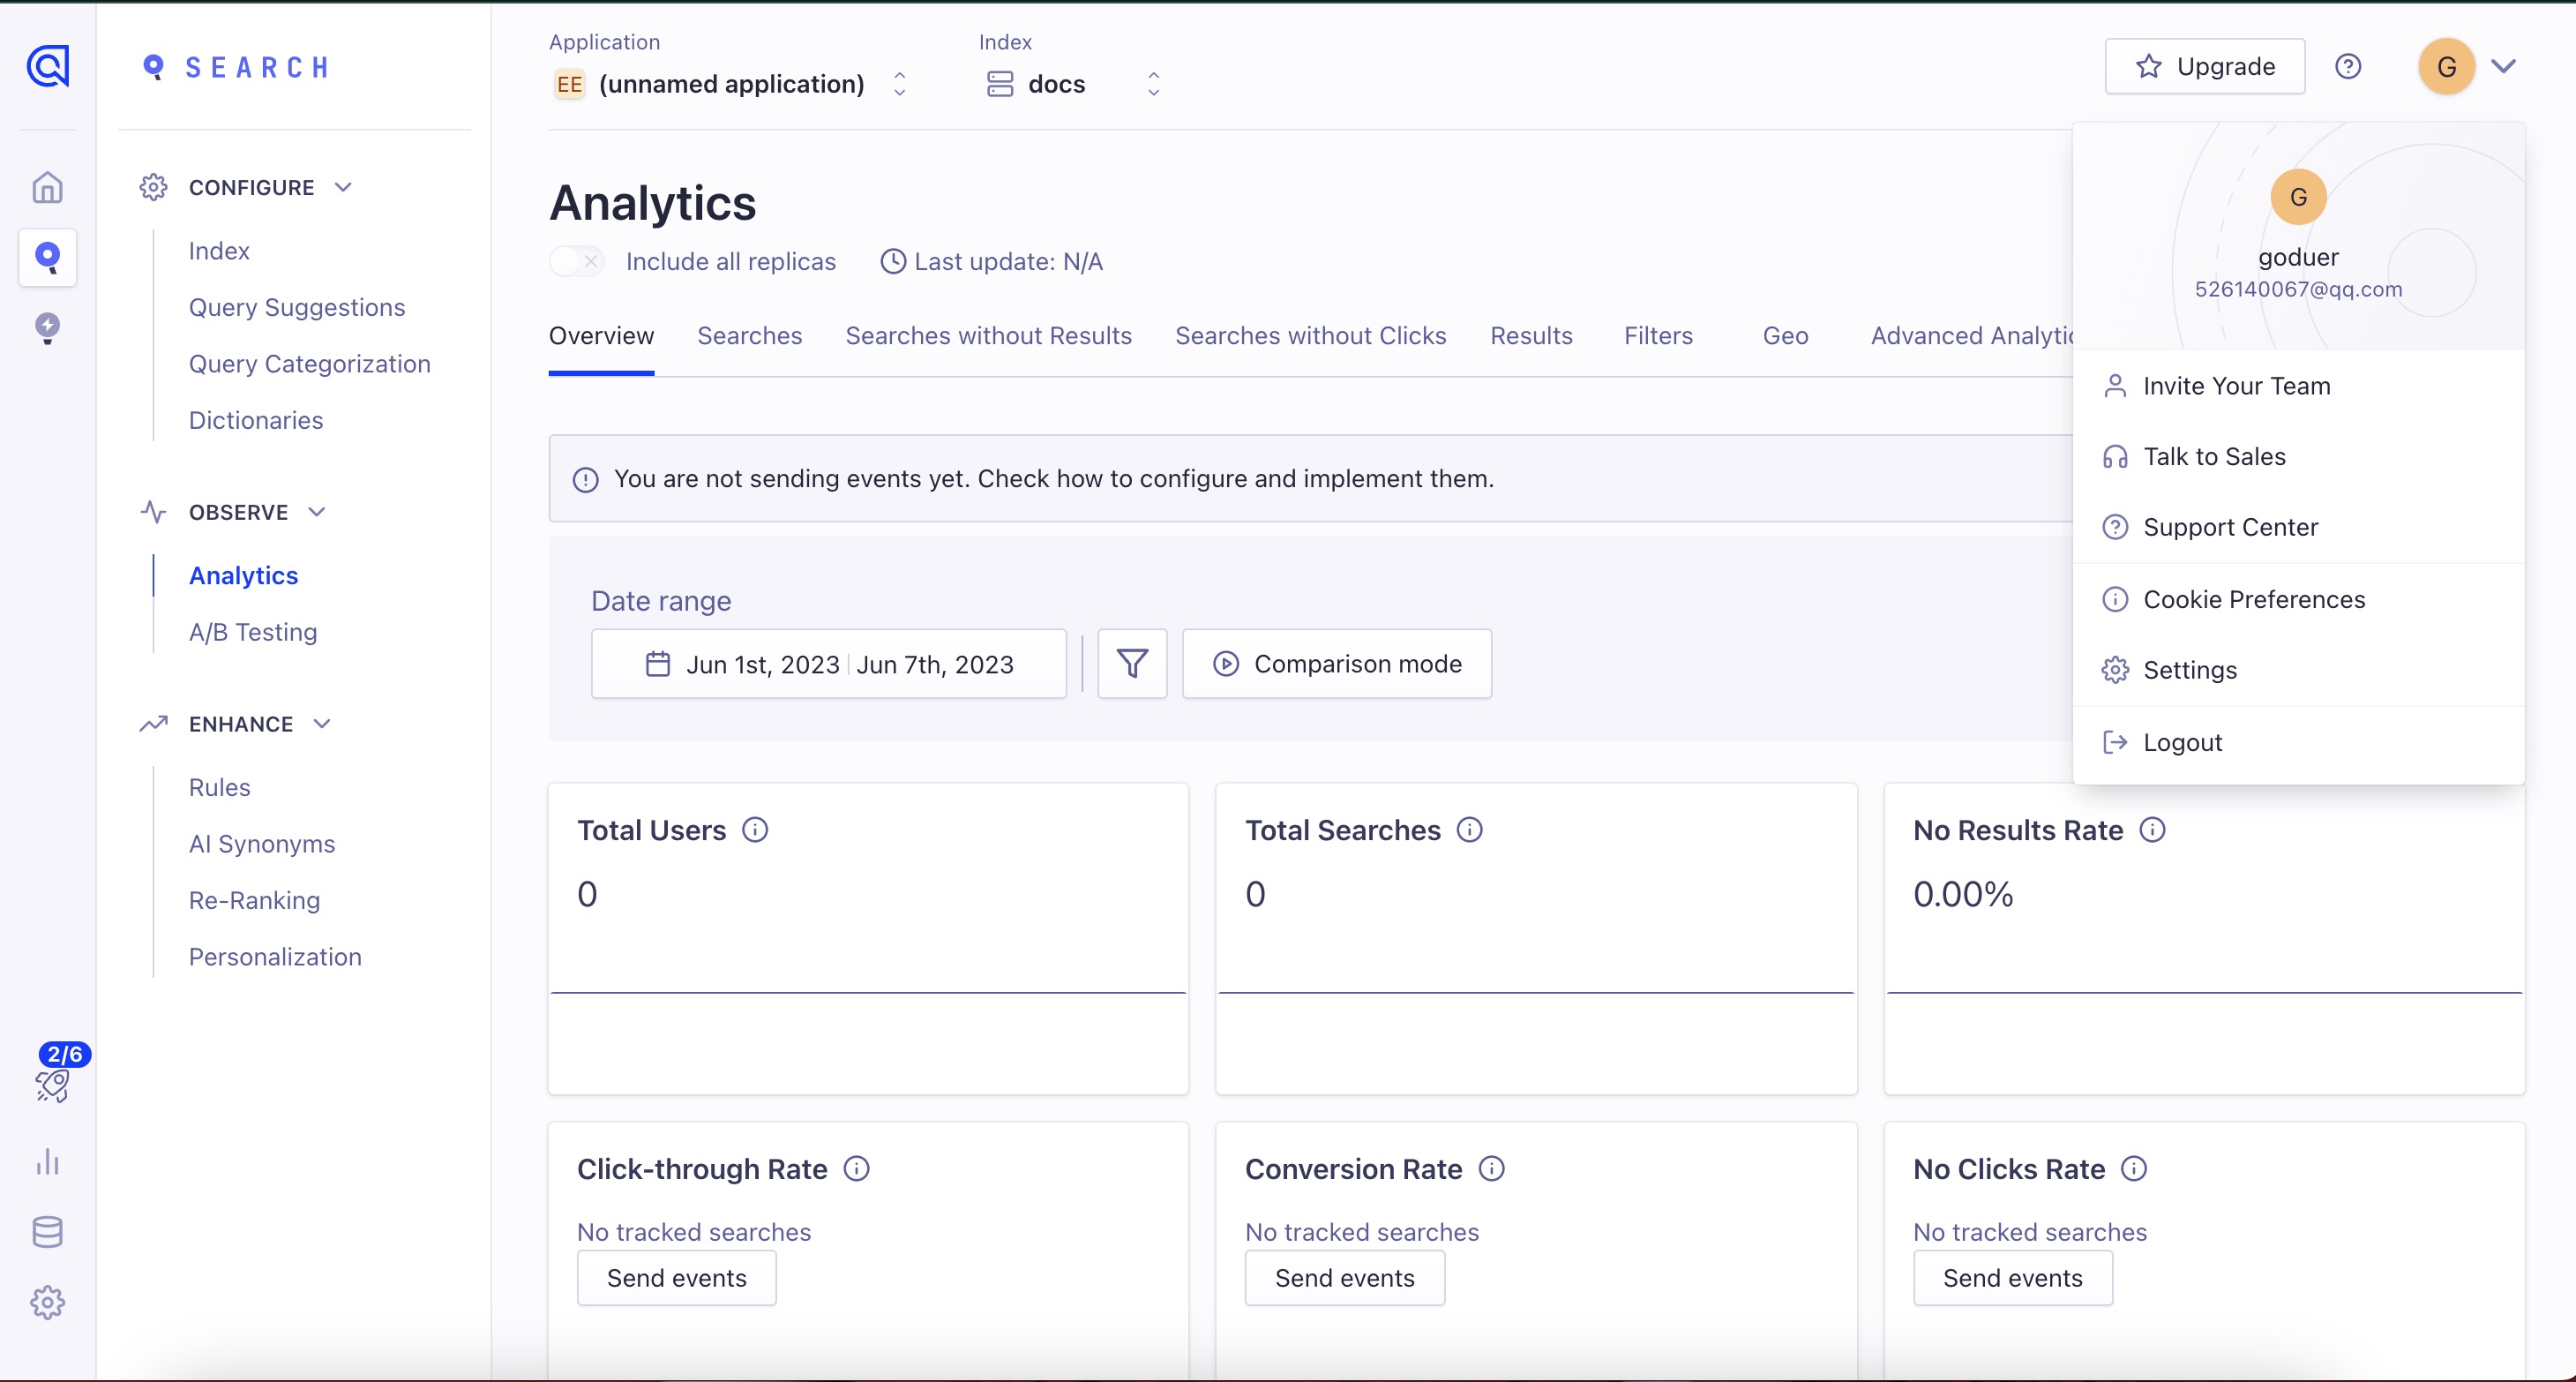 SEARCH
CONFIGURE
Index
Query Suggestions
Query Categorization
Dictionaries
OBSERVE
Analytics
A/B Testing
ENHANCE
Rules
AI Synonyms
Re-Ranking
Personalization
2/6
Application
EE (unnamed application)
Index
docs
Upgrade
G
Analytics
Include all replicas
Last update: N/A
Overview
Searches
Searches without Results
Searches without Clicks
Results
Filters
Geo
Advanced Analytic
You are not sending events yet. Check how to configure and implement them.
Date range
Jun 1st, 2023 | Jun 7th, 2023
Comparison mode
G
goduer
526140067@qq.com
Invite Your Team
Talk to Sales
Support Center
Cookie Preferences
Settings
Logout
Total Users
0
Total Searches
0
No Results Rate
0.00%
Click-through Rate
No tracked searches
Send events
Conversion Rate
No tracked searches
Send events
No Clicks Rate
No tracked searches
Send events